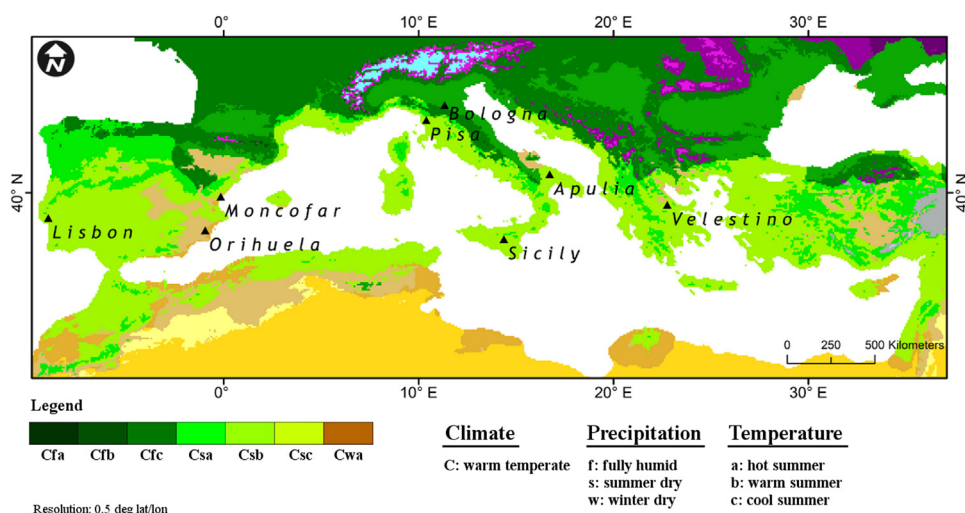 0° 10° E 20° E 30° E
N
Bologna
Pisa
40° N 40° N
Apulia
Moncofar
Velestino
Lisbon
Orihuela
Sicily
0 250 500 Kilometers
0° 10° E 20° E 30° E
Legend
Cfa Cfb Cfc Csa Csb Csc Cwa
Climate
C: warm temperate
Precipitation
f: fully humid
s: summer dry
w: winter dry
Temperature
a: hot summer
b: warm summer
c: cool summer
Resolution: 0.5 deg lat/lon